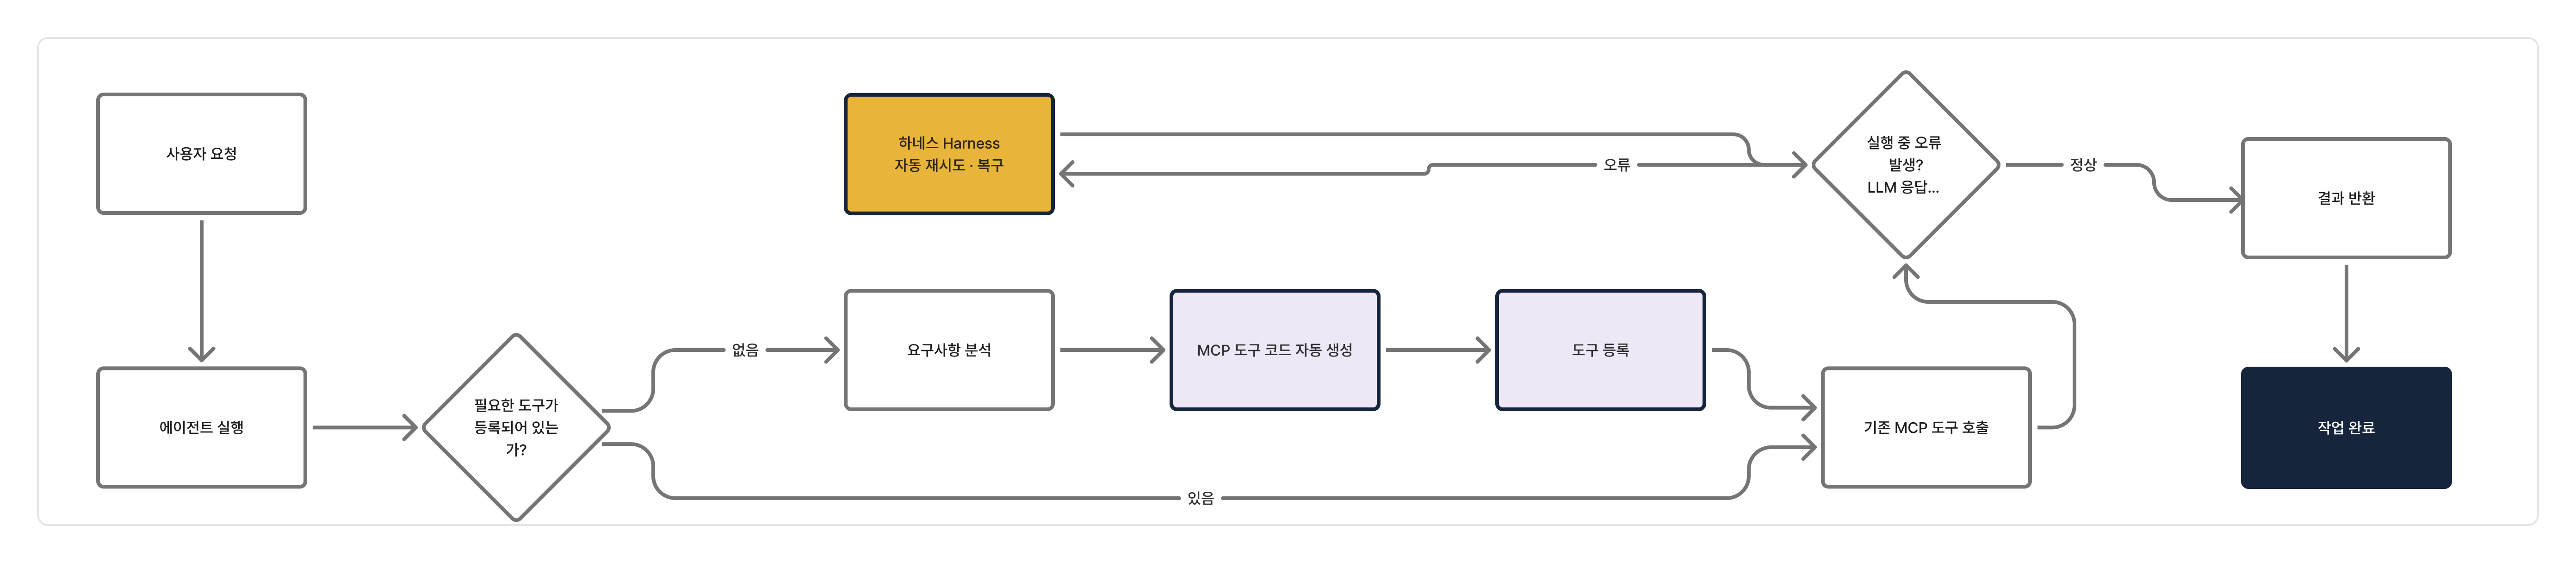 사용자 요청
에이전트 실행
필요한 도구가
등록되어 있는
가?
없음
있음
요구사항 분석
MCP 도구 코드 자동 생성
도구 등록
기존 MCP 도구 호출
하네스 Harness
자동 재시도 · 복구
오류
실행 중 오류
발생?
LLM 응답...
정상
결과 반환
작업 완료